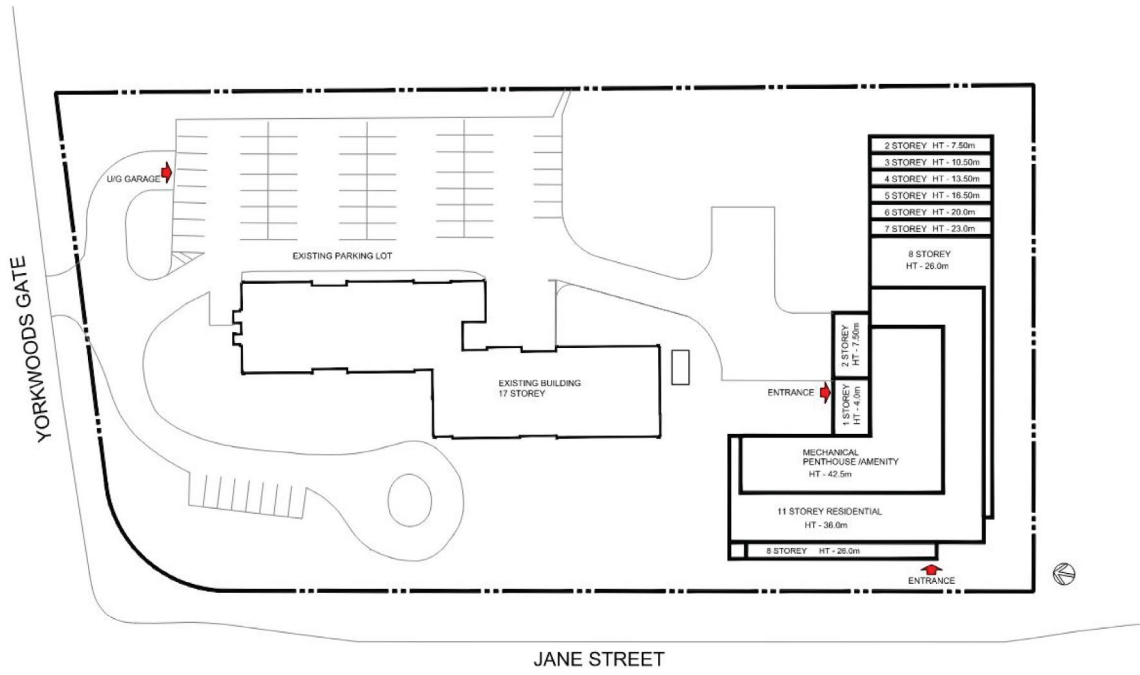 2 STOREY HT - 7.50m
3 STOREY HT - 10.50m
4 STOREY HT - 13.50m
5 STOREY HT - 16.50m
6 STOREY HT - 20.0m
7 STOREY HT - 23.0m
8 STOREY
HT - 26.0m
U/G GARAGE
EXISTING PARKING LOT
YORKWOODS GATE
2 STOREY
HT - 7.50m
EXISTING BUILDING
17 STOREY
ENTRANCE
1 STOREY
HT - 4.0m
MECHANICAL
PENTHOUSE /AMENITY
HT - 42.5m
11 STOREY RESIDENTIAL
HT - 36.0m
8 STOREY HT - 26.0m
ENTRANCE
JANE STREET